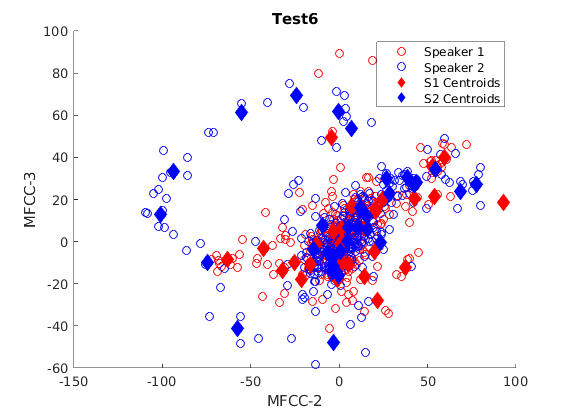 Test6
Speaker 1
Speaker 2
S1 Centroids
S2 Centroids
100
80
60
40
20
0
-20
-40
-60
MFCC-3
-150
-100
-50
0
50
100
MFCC-2